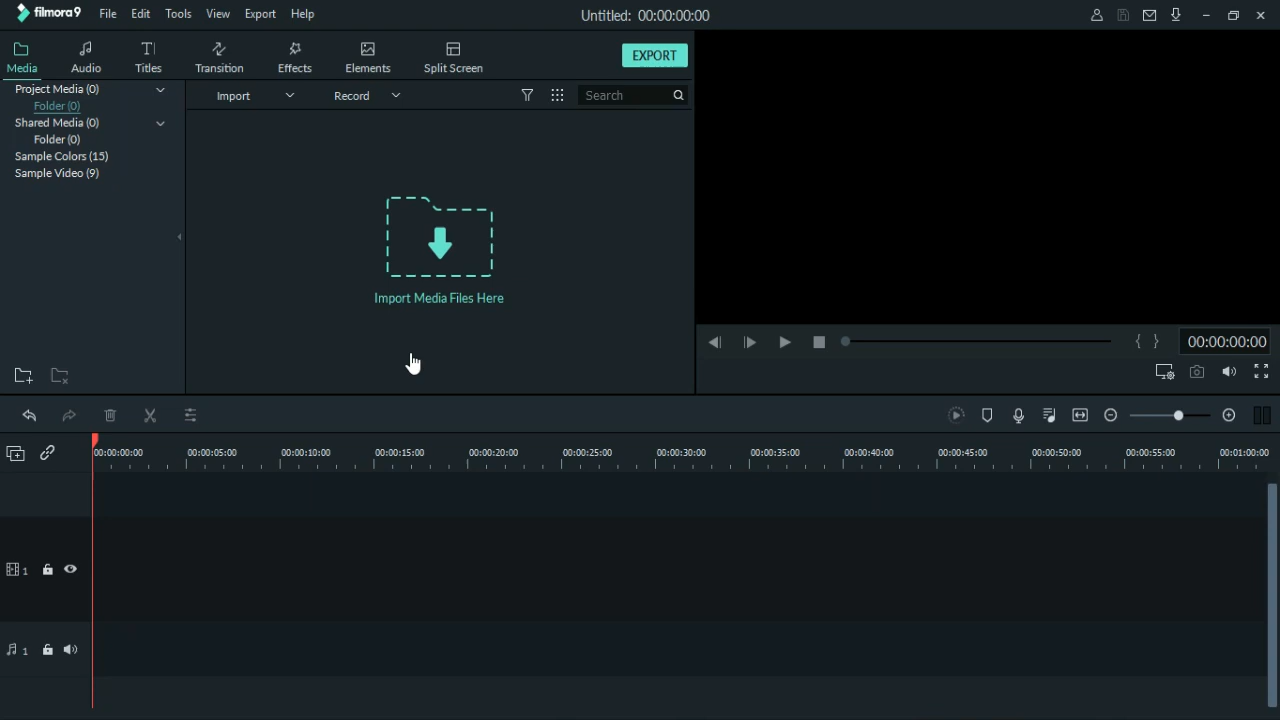 filmora9 File Edit Tools View Export Help Untitled: 00:00:00:00
Media Audio Titles Transition Effects Elements Split Screen EXPORT
Project Media (0)
Folder (0)
Shared Media (0)
Folder (0)
Sample Colors (15)
Sample Video (9)
Import Record Search
Import Media Files Here
{ } 00:00:00:00
00:00:00:00 00:00:05:00 00:00:10:00 00:00:15:00 00:00:20:00 00:00:25:00 00:00:30:00 00:00:35:00 00:00:40:00 00:00:45:00 00:00:50:00 00:00:55:00 00:01:00:00
1
1